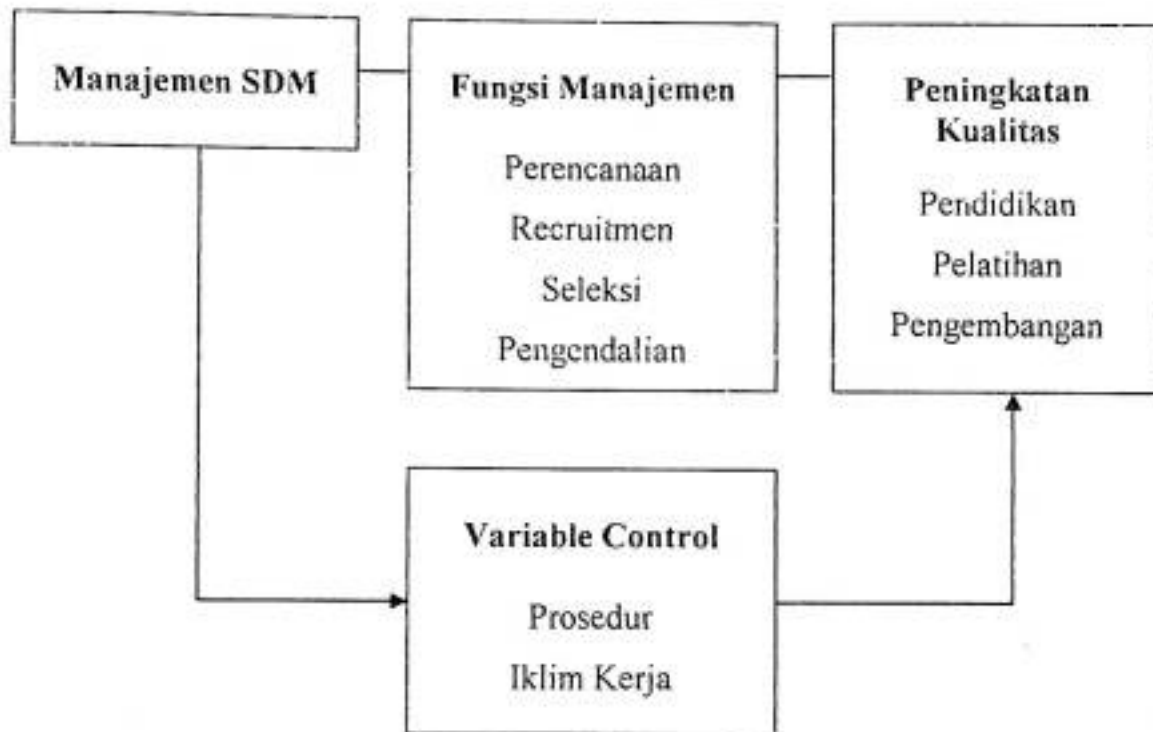 Manajemen SDM
Fungsi Manajemen
Perencanaan
Recruitmen
Seleksi
Pengendalian
Peningkatan
Kualitas
Pendidikan
Pelatihan
Pengembangan
Variable Control
Prosedur
Iklim Kerja